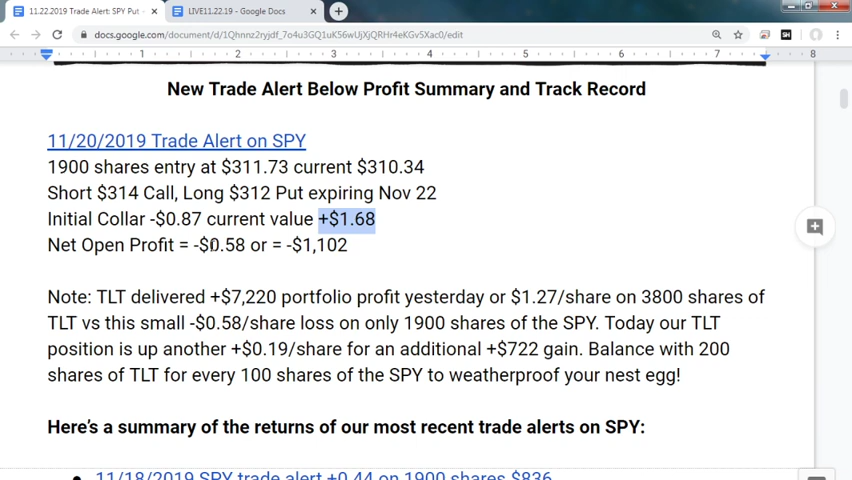 11.22.2019 Trade Alert: SPY Put -
LIVE11.22.19 - Google Docs
docs.google.com/document/d/1Qhnnz2ryjdf_7o4u3GQ1uK56wUjXjQRHr4eKGv5Xac0/edit
1 2 3 4 5 6 7 8
New Trade Alert Below Profit Summary and Track Record
11/20/2019 Trade Alert on SPY
1900 shares entry at $311.73 current $310.34
Short $314 Call, Long $312 Put expiring Nov 22
Initial Collar -$0.87 current value +$1.68
Net Open Profit = -$0.58 or = -$1,102
Note: TLT delivered +$7,220 portfolio profit yesterday or $1.27/share on 3800 shares of
TLT vs this small -$0.58/share loss on only 1900 shares of the SPY. Today our TLT
position is up another +$0.19/share for an additional +$722 gain. Balance with 200
shares of TLT for every 100 shares of the SPY to weatherproof your nest egg!
Here's a summary of the returns of our most recent trade alerts on SPY:
11/18/2019 SPY trade alert +0.44 on 1900 shares $836